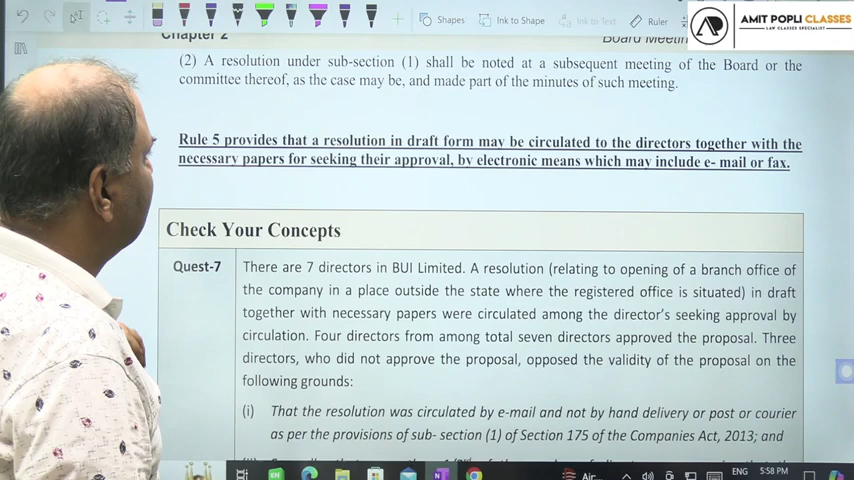 Shapes
Ink to Shape
Ink to Text
Ruler
AMIT POPLI CLASSES
LAW CLASSES SPECIALIST
Chapter 2
Board Meetin
(2) A resolution under sub-section (1) shall be noted at a subsequent meeting of the Board or the
committee thereof, as the case may be, and made part of the minutes of such meeting.
Rule 5 provides that a resolution in draft form may be circulated to the directors together with the
necessary papers for seeking their approval, by electronic means which may include e- mail or fax.
Check Your Concepts
Quest-7
There are 7 directors in BUI Limited. A resolution (relating to opening of a branch office of
the company in a place outside the state where the registered office is situated) in draft
together with necessary papers were circulated among the director's seeking approval by
circulation. Four directors from among total seven directors approved the proposal. Three
directors, who did not approve the proposal, opposed the validity of the proposal on the
following grounds:
(i) That the resolution was circulated by e-mail and not by hand delivery or post or courier
as per the provisions of sub- section (1) of Section 175 of the Companies Act, 2013; and
Air...
ENG
5:58 PM